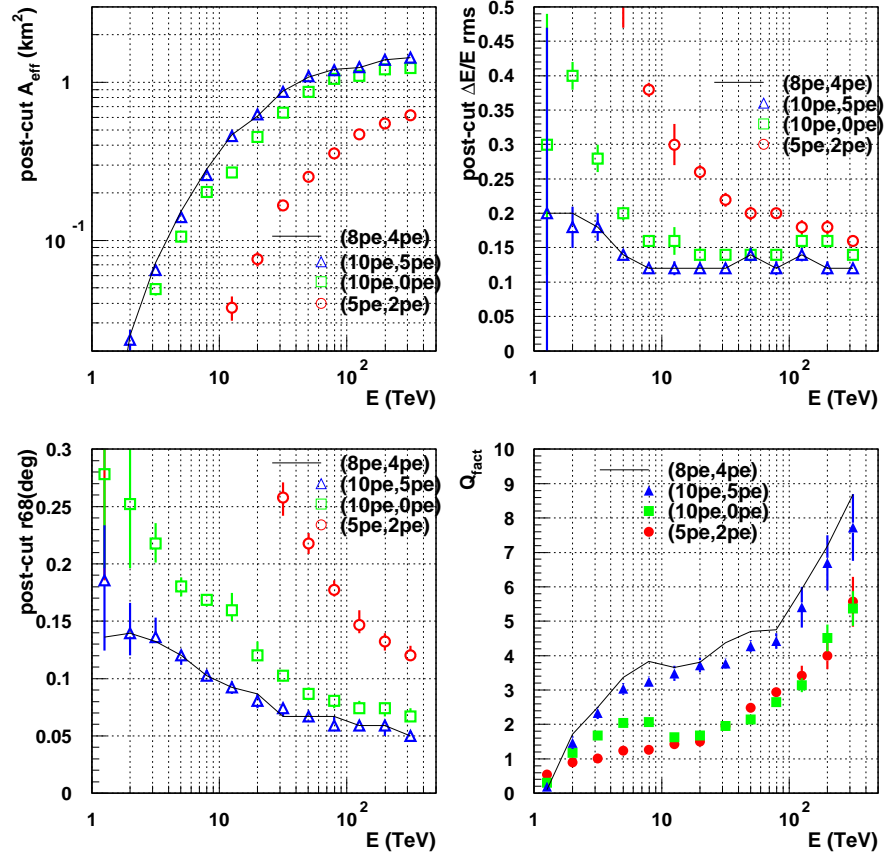 post-cut A_eff (km²)
1
10⁻¹
(8pe,4pe)
(10pe,5pe)
(10pe,0pe)
(5pe,2pe)
1 10 10²
E (TeV)
post-cut ΔE/E rms
0.5
0.45
0.4
0.35
0.3
0.25
0.2
0.15
0.1
0.05
0
(8pe,4pe)
(10pe,5pe)
(10pe,0pe)
(5pe,2pe)
1 10 10²
E (TeV)
post-cut r68(deg)
0.3
0.25
0.2
0.15
0.1
0.05
0
(8pe,4pe)
(10pe,5pe)
(10pe,0pe)
(5pe,2pe)
1 10 10²
E (TeV)
Q_fact
10
9
8
7
6
5
4
3
2
1
0
(8pe,4pe)
(10pe,5pe)
(10pe,0pe)
(5pe,2pe)
1 10 10²
E (TeV)